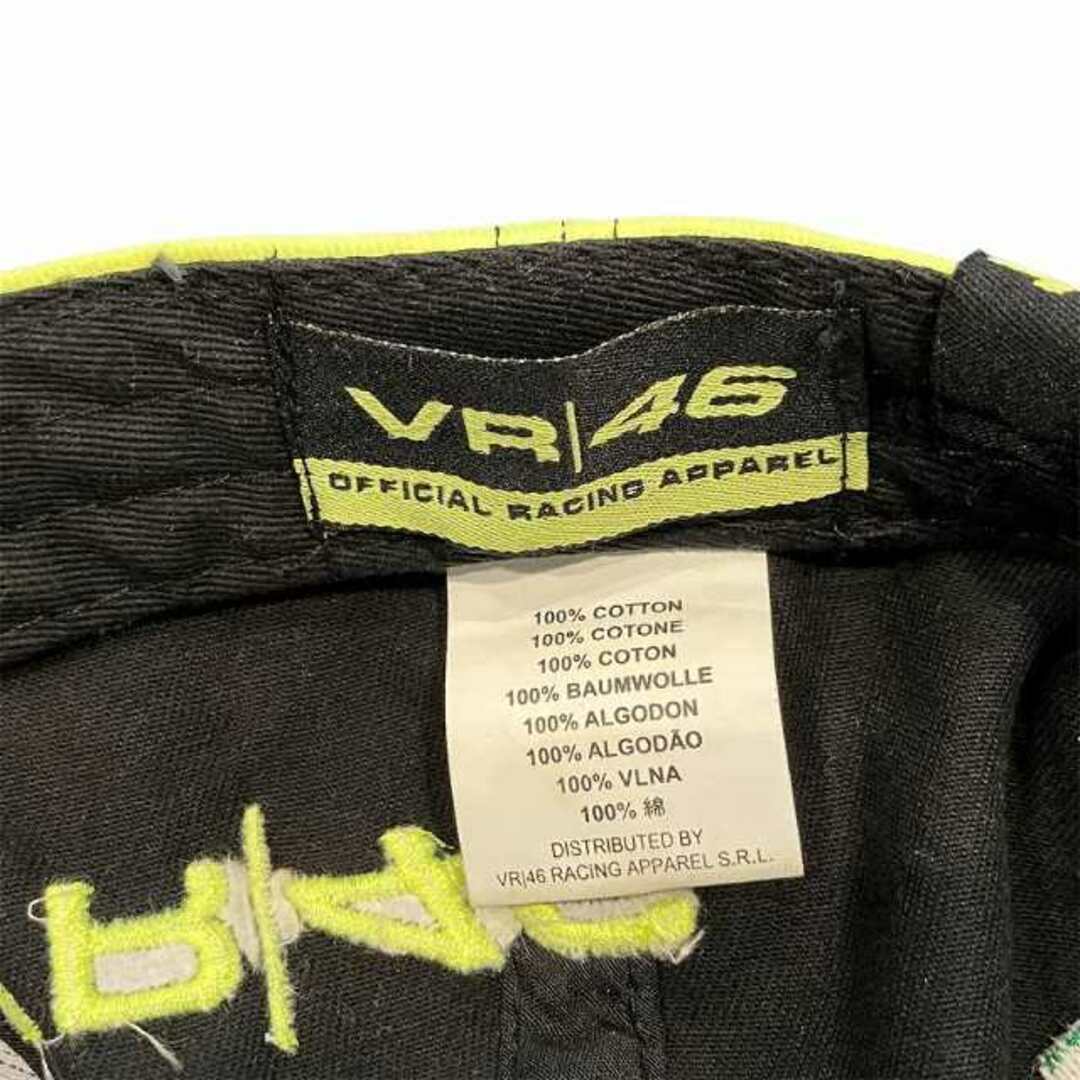 VR|46
OFFICIAL RACING APPAREL
100% COTTON
100% COTONE
100% COTON
100% BAUMWOLLE
100% ALGODON
100% ALGODÃO
100% VLNA
100% 綿
DISTRIBUTED BY
VR|46 RACING APPAREL S.R.L.